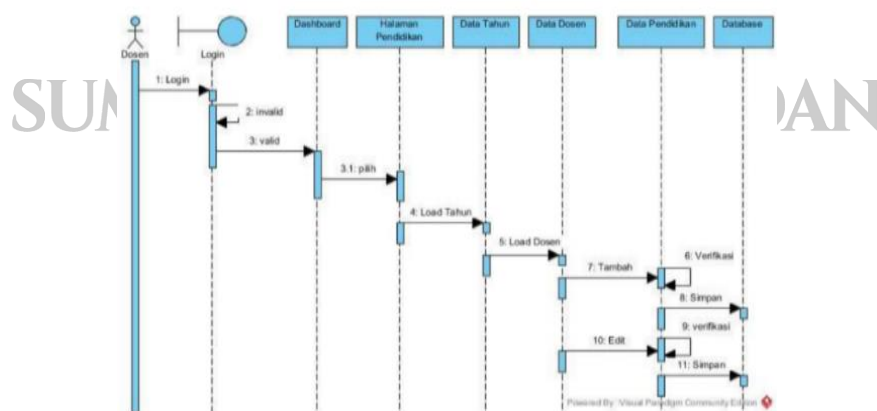 Dashboard
Halaman
Pendidikan
Data Tahun
Data Dosen
Data Pendidikan
Database
Dosen
Login
1: Login
2: invalid
3: valid
3.1: pilih
4: Load Tahun
5: Load Dosen
6: Verifikasi
7: Tambah
8: Simpan
9: verifikasi
10: Edit
11: Simpan
Powered By: Visual Paradigm Community Edition
SUM
DAN